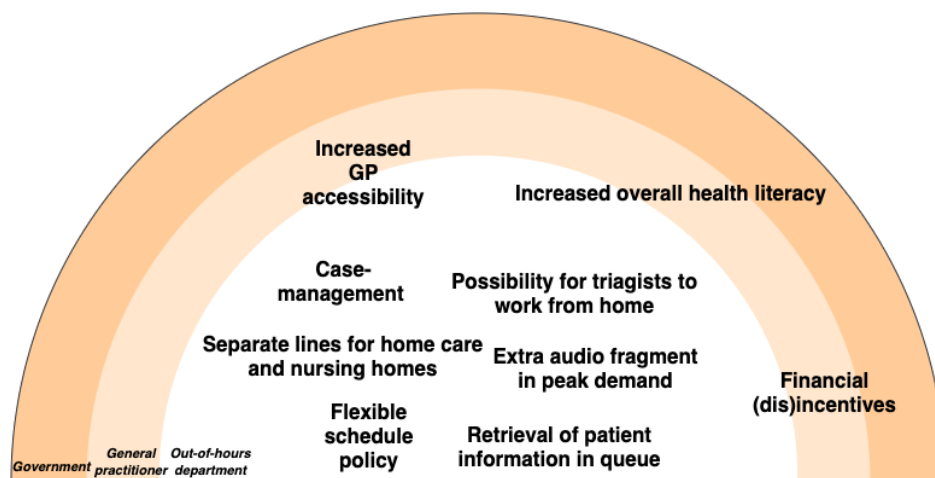 Increased
GP
accessibility
Increased overall health literacy
Case-
management
Possibility for triagists to
work from home
Separate lines for home care
and nursing homes
Extra audio fragment
in peak demand
Financial
(dis)incentives
Flexible
schedule
policy
Retrieval of patient
information in queue
Government
General
practitioner
Out-of-hours
department